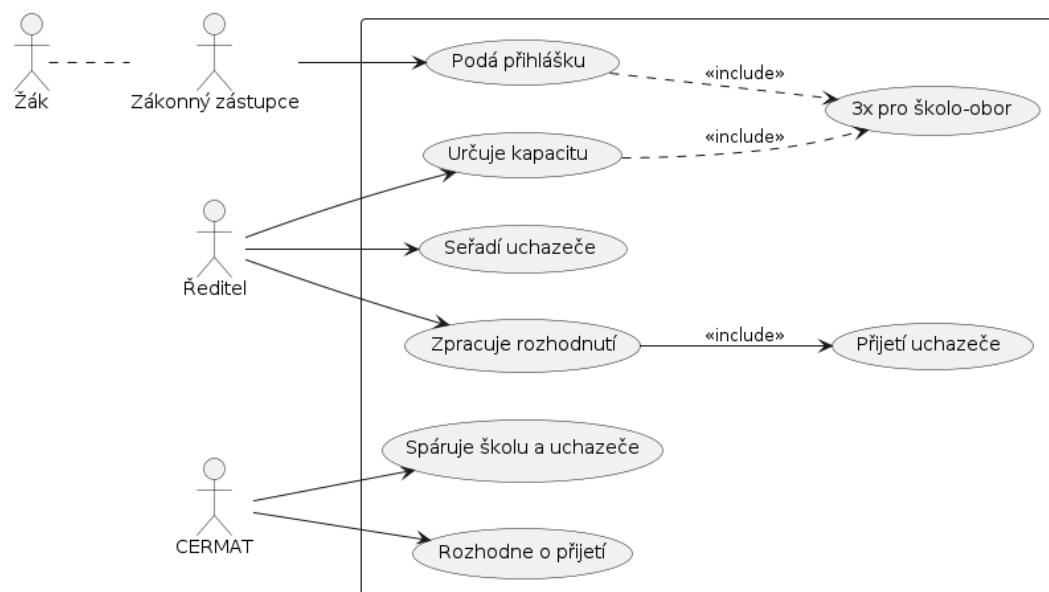 Žák
Zákonný zástupce
Podá přihlášku
«include»
3x pro školo-obor
Určuje kapacitu
«include»
Seřadí uchazeče
Ředitel
Zpracuje rozhodnutí
«include»
Přijetí uchazeče
Spáruje školu a uchazeče
CERMAT
Rozhodne o přijetí